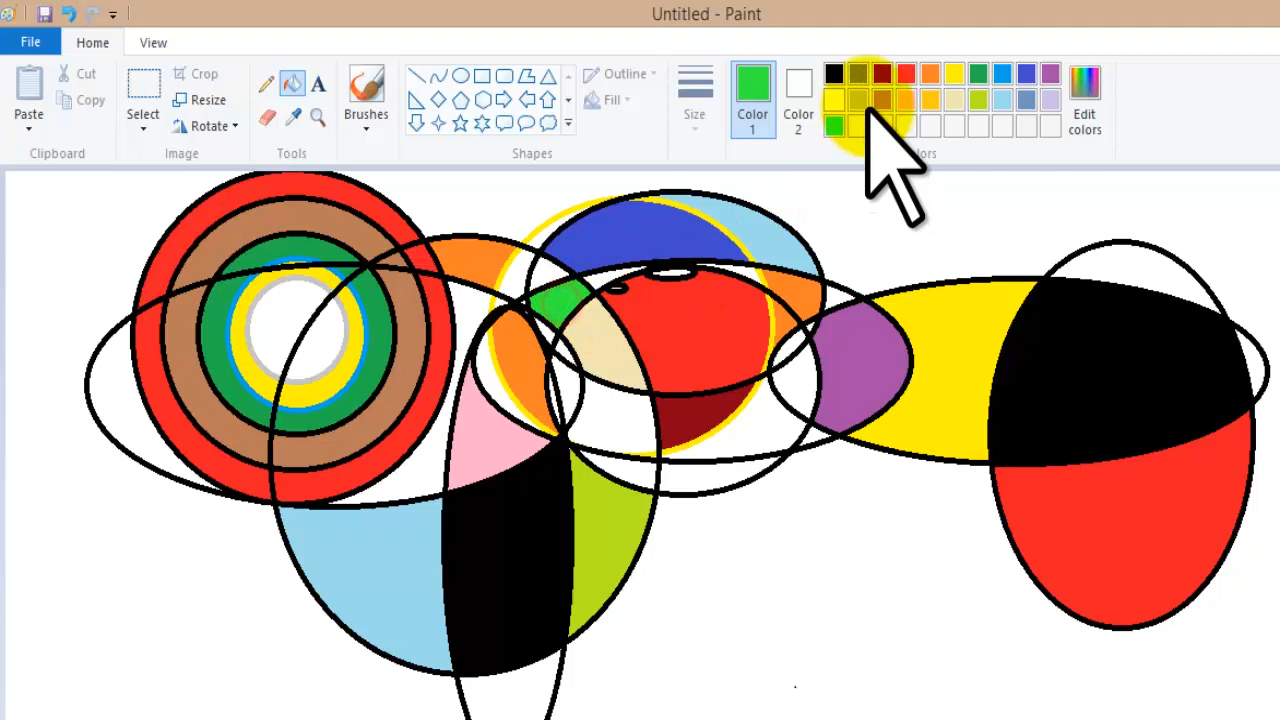 Untitled - Paint
File Home View
Paste
Cut
Copy
Clipboard
Select
Crop
Resize
Rotate
Image
A
Tools
Brushes
Outline
Fill
Shapes
Size
Color 1
Color 2
Edit colors